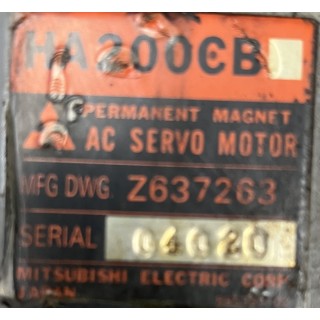 HA200CB
PERMANENT MAGNET
AC SERVO MOTOR
MFG DWG Z637263
SERIAL 04020
MITSUBISHI ELECTRIC
JAPAN